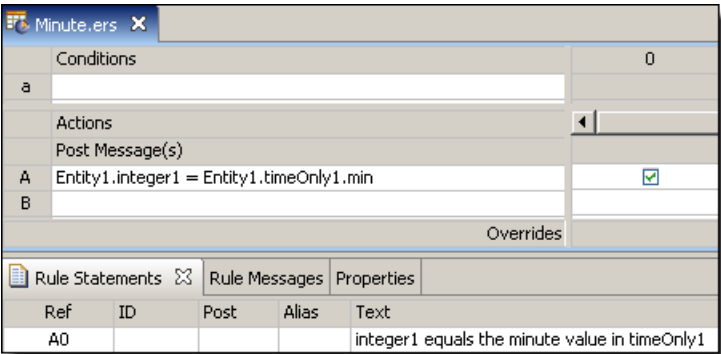 Minute.ers
Conditions 0
a
Actions
Post Message(s)
A Entity1.integer1 = Entity1.timeOnly1.min
B
Overrides
Rule Statements Rule Messages Properties
Ref ID Post Alias Text
A0 integer1 equals the minute value in timeOnly1